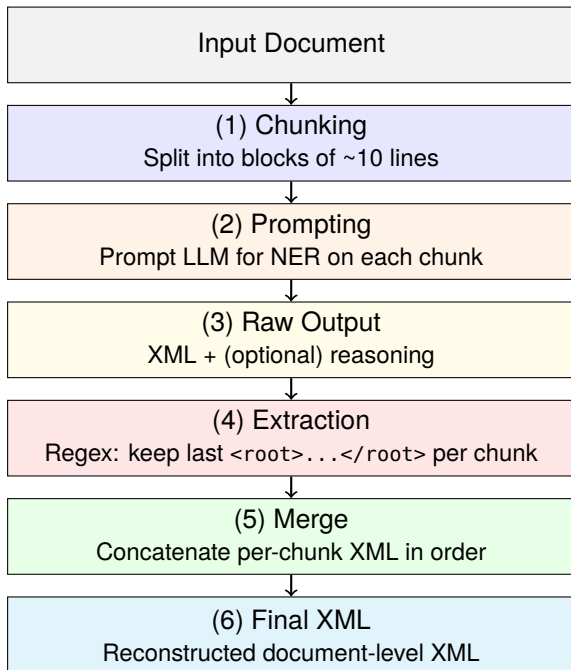 Input Document
(1) Chunking
Split into blocks of ~10 lines
(2) Prompting
Prompt LLM for NER on each chunk
(3) Raw Output
XML + (optional) reasoning
(4) Extraction
Regex: keep last <root>...</root> per chunk
(5) Merge
Concatenate per-chunk XML in order
(6) Final XML
Reconstructed document-level XML